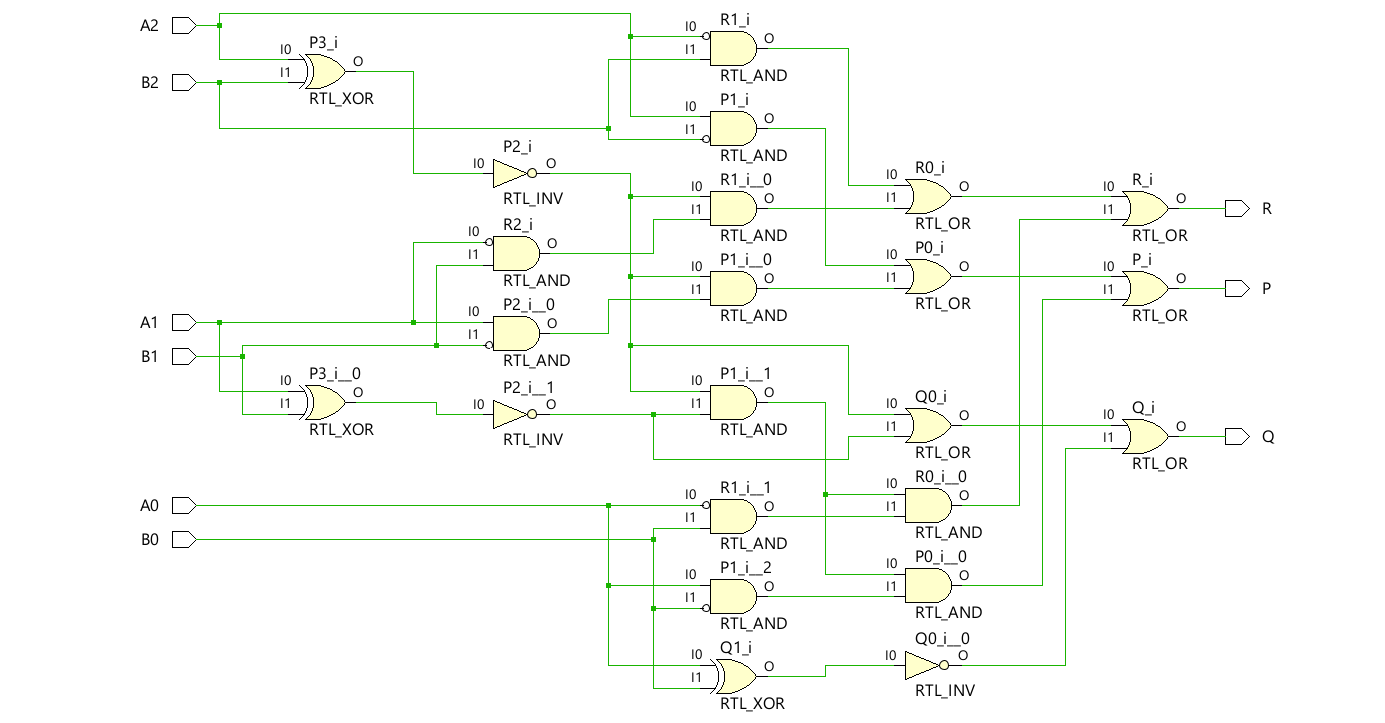 A2
B2
P3_i
I0
I1
O
RTL_XOR
R1_i
I0
I1
O
RTL_AND
P1_i
I0
I1
O
RTL_AND
P2_i
I0
O
RTL_INV
R1_i__0
I0
I1
O
RTL_AND
R2_i
I0
I1
O
RTL_AND
P1_i__0
I0
I1
O
RTL_AND
R0_i
I0
I1
O
RTL_OR
P0_i
I0
I1
O
RTL_OR
R_i
I0
I1
O
RTL_OR
R
P_i
I0
I1
O
RTL_OR
P
A1
B1
P2_i__0
I0
I1
O
RTL_AND
P3_i__0
I0
I1
O
RTL_XOR
P2_i__1
I0
O
RTL_INV
P1_i__1
I0
I1
O
RTL_AND
Q0_i
I0
I1
O
RTL_OR
Q_i
I0
I1
O
RTL_OR
Q
A0
B0
R1_i__1
I0
I1
O
RTL_AND
R0_i__0
I0
I1
O
RTL_AND
P1_i__2
I0
I1
O
RTL_AND
P0_i__0
I0
I1
O
RTL_AND
Q1_i
I0
I1
O
RTL_XOR
Q0_i__0
I0
O
RTL_INV